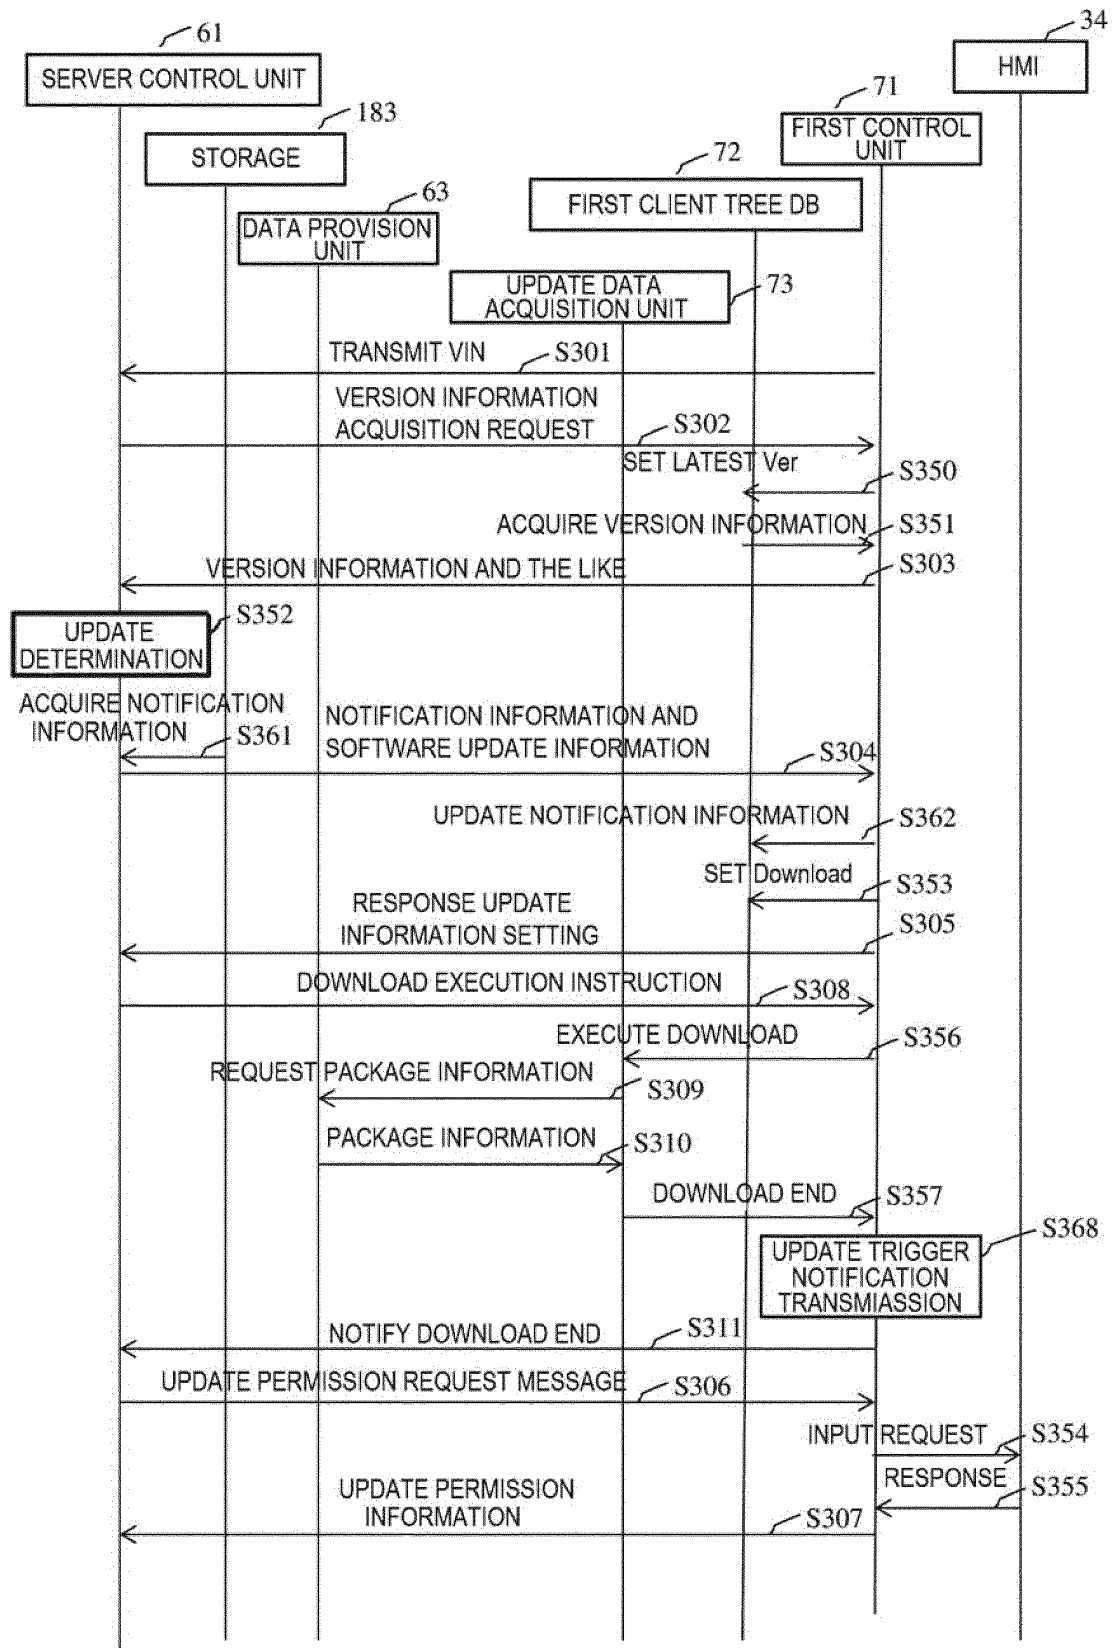 61
SERVER CONTROL UNIT
34
HMI
183
STORAGE
71
FIRST CONTROL
UNIT
72
FIRST CLIENT TREE DB
63
DATA PROVISION
UNIT
UPDATE DATA
ACQUISITION UNIT
73
TRANSMIT VIN
S301
VERSION INFORMATION
ACQUISITION REQUEST
S302
SET LATEST Ver
S350
ACQUIRE VERSION INFORMATION
S351
VERSION INFORMATION AND THE LIKE
S303
UPDATE
DETERMINATION
S352
ACQUIRE NOTIFICATION
INFORMATION
S361
NOTIFICATION INFORMATION AND
SOFTWARE UPDATE INFORMATION
S304
UPDATE NOTIFICATION INFORMATION
S362
SET Download
S353
RESPONSE UPDATE
INFORMATION SETTING
S305
DOWNLOAD EXECUTION INSTRUCTION
S308
EXECUTE DOWNLOAD
S356
REQUEST PACKAGE INFORMATION
S309
PACKAGE INFORMATION
S310
DOWNLOAD END
S357
UPDATE TRIGGER
NOTIFICATION
TRANSMIASSION
S368
NOTIFY DOWNLOAD END
S311
UPDATE PERMISSION REQUEST MESSAGE
S306
INPUT REQUEST
S354
RESPONSE
S355
UPDATE PERMISSION
INFORMATION
S307